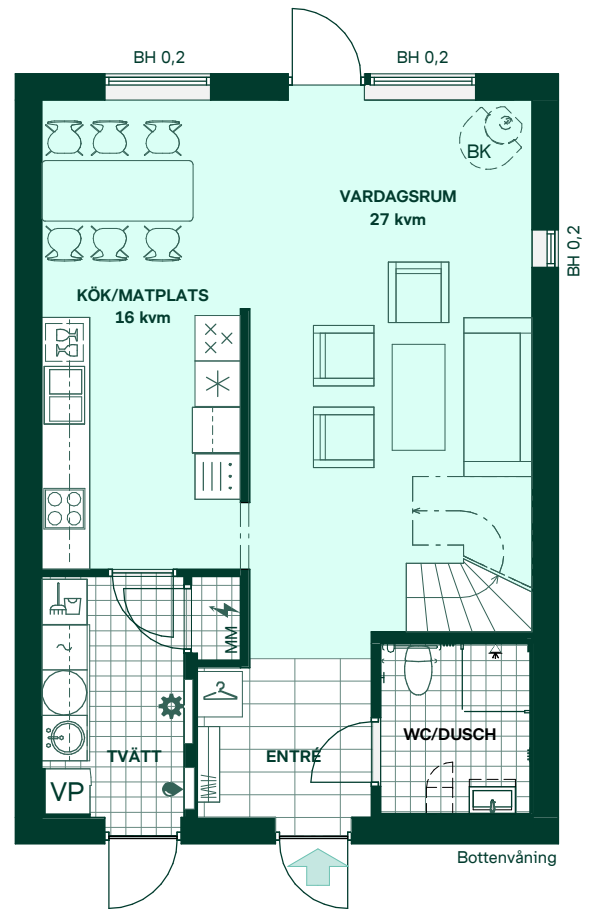 BH 0,2
BH 0,2
BK
VARDAGSRUM
27 kvm
BH 0,2
KÖK/MATPLATS
16 kvm
MM
WC/DUSCH
TVÄTT
ENTRÉ
VP
Bottenvåning